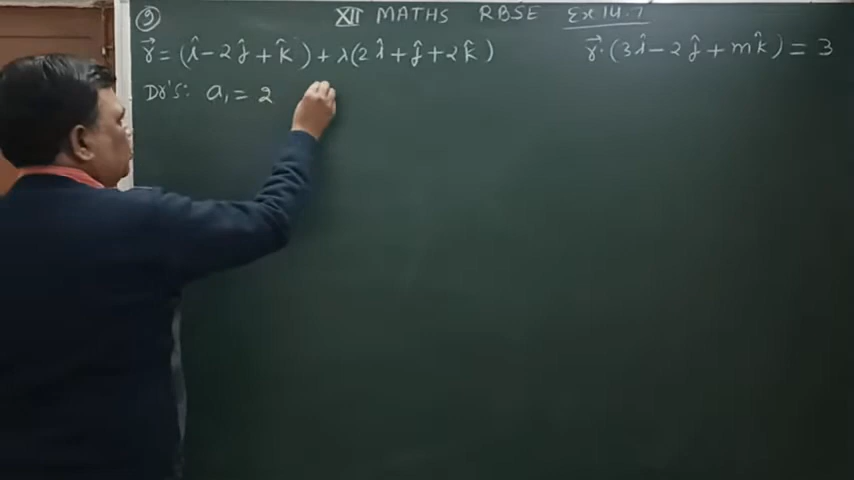 9 XII MATHS RBSE Ex 14.7
r⃗ = (î - 2ĵ + k̂) + λ(2î + ĵ + 2k̂) r⃗·(3î - 2ĵ + mk̂) = 3
Dr's: a₁ = 2